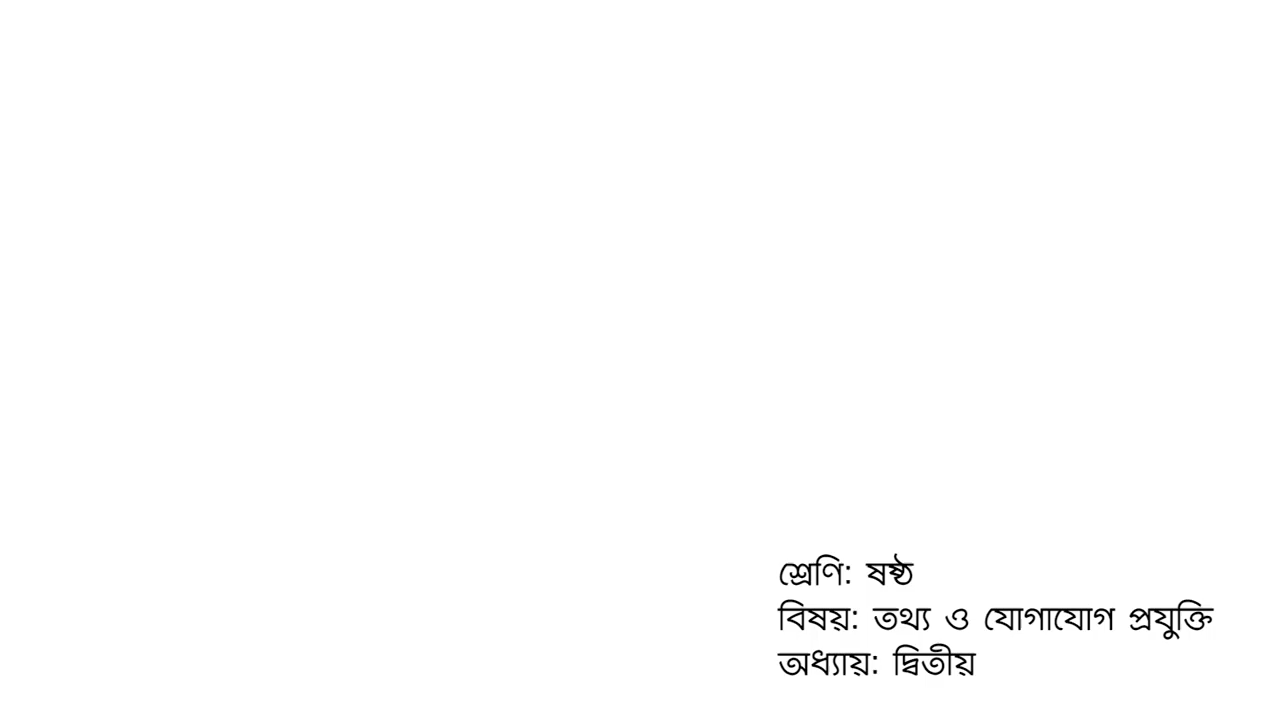 শ্রেণি: ষষ্ঠ
বিষয়: তথ্য ও যোগাযোগ প্রযুক্তি
অধ্যায়: দ্বিতীয়